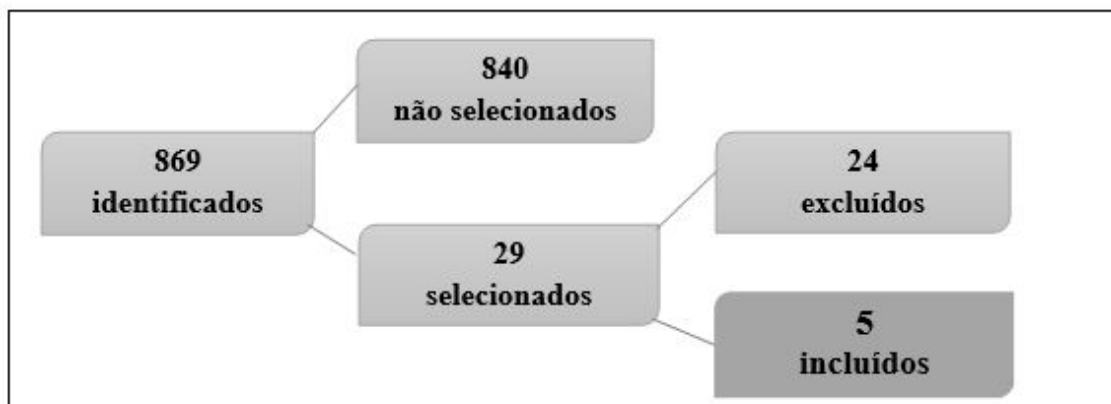 840
não selecionados
869
identificados
24
excluídos
29
selecionados
5
incluídos